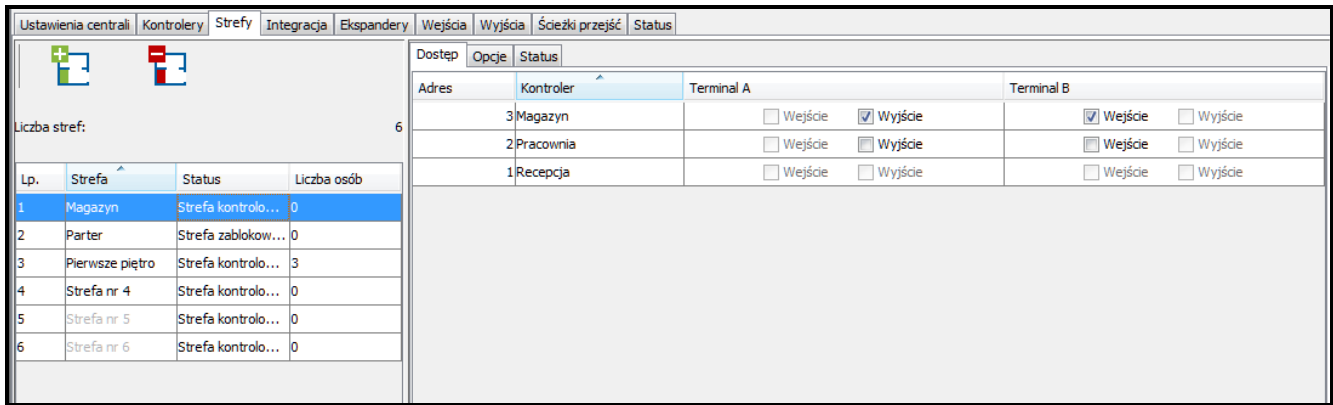 Ustawienia centrali Kontrolery Strefy Integracja Ekspandery Wejścia Wyjścia Ścieżki przejść Status
Liczba stref: 6
Lp. Strefa Status Liczba osób
1 Magazyn Strefa kontrolo... 0
2 Parter Strefa zablokow... 0
3 Pierwsze piętro Strefa kontrolo... 3
4 Strefa nr 4 Strefa kontrolo... 0
5 Strefa nr 5 Strefa kontrolo... 0
6 Strefa nr 6 Strefa kontrolo... 0
Dostęp Opcje Status
Adres Kontroler Terminal A Terminal B
3 Magazyn Wejście Wyjście Wejście Wyjście
2 Pracownia Wejście Wyjście Wejście Wyjście
1 Recepcja Wejście Wyjście Wejście Wyjście